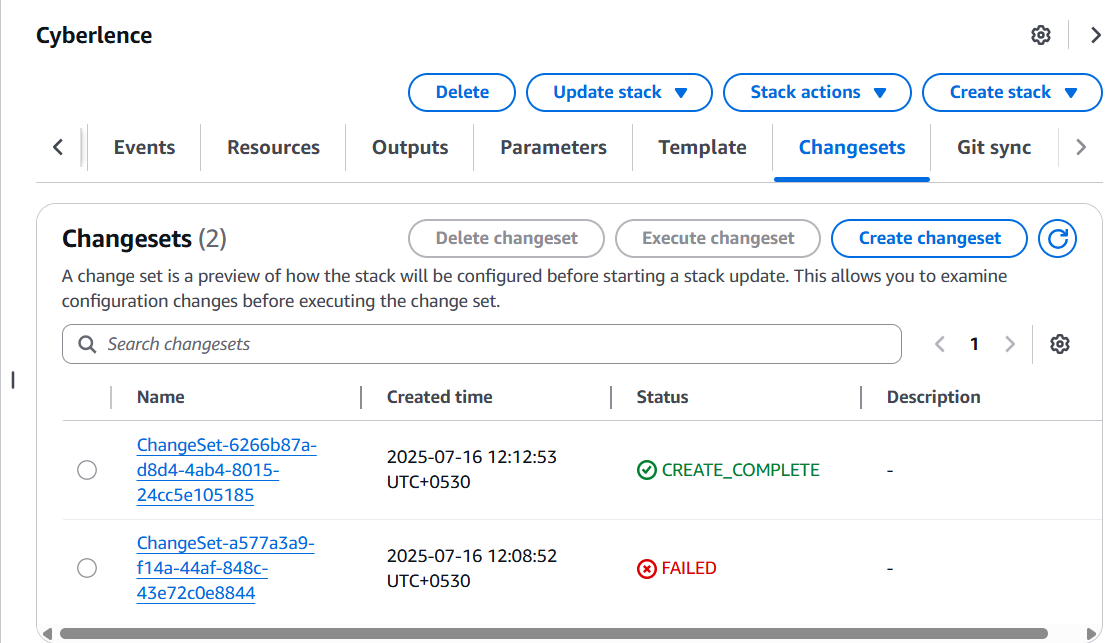 Cyberlence
Delete
Update stack
Stack actions
Create stack
Events
Resources
Outputs
Parameters
Template
Changesets
Git sync
Changesets (2)
Delete changeset
Execute changeset
Create changeset
A change set is a preview of how the stack will be configured before starting a stack update. This allows you to examine
configuration changes before executing the change set.
Search changesets
1
Name
Created time
Status
Description
ChangeSet-6266b87a-
d8d4-4ab4-8015-
24cc5e105185
2025-07-16 12:12:53
UTC+0530
CREATE_COMPLETE
-
ChangeSet-a577a3a9-
f14a-44af-848c-
43e72c0e8844
2025-07-16 12:08:52
UTC+0530
FAILED
-